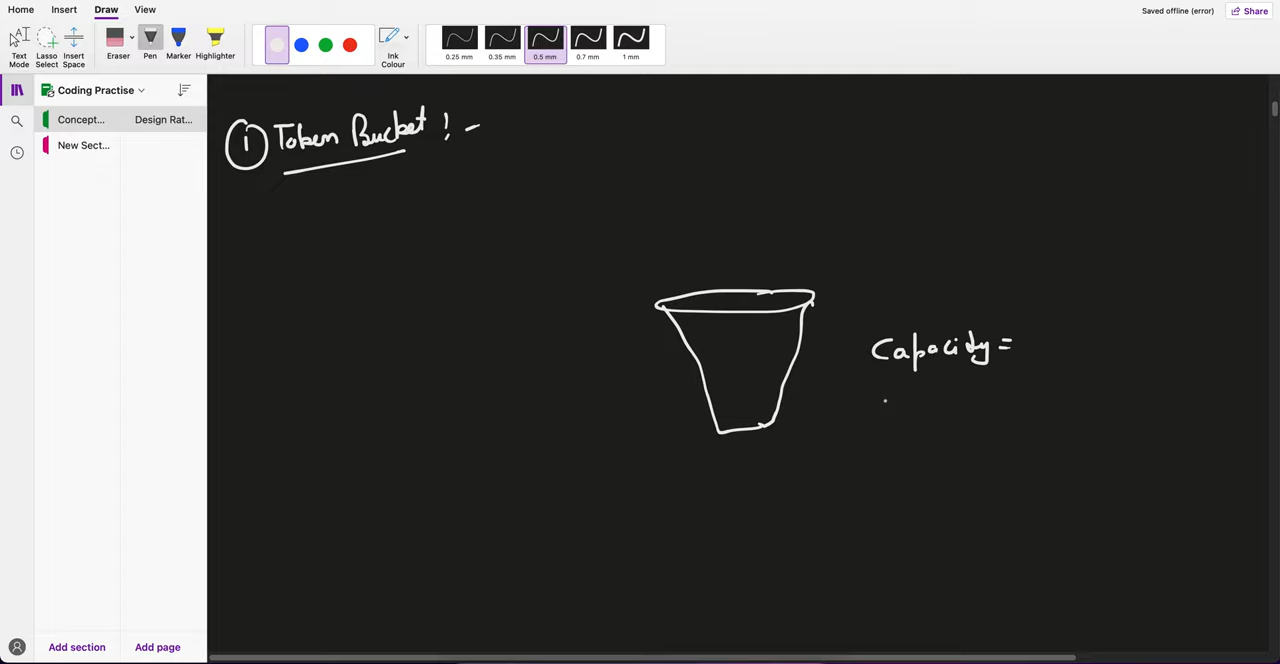 Home Insert Draw View
Saved offline (error)
Share
Text Mode
Lasso Select
Insert Space
Eraser
Pen
Marker
Highlighter
Ink Colour
0.25 mm
0.35 mm
0.5 mm
0.7 mm
1 mm
Coding Practise
Concept... Design Rat...
New Sect...
① Token Bucket : -
Capacity =
Add section Add page